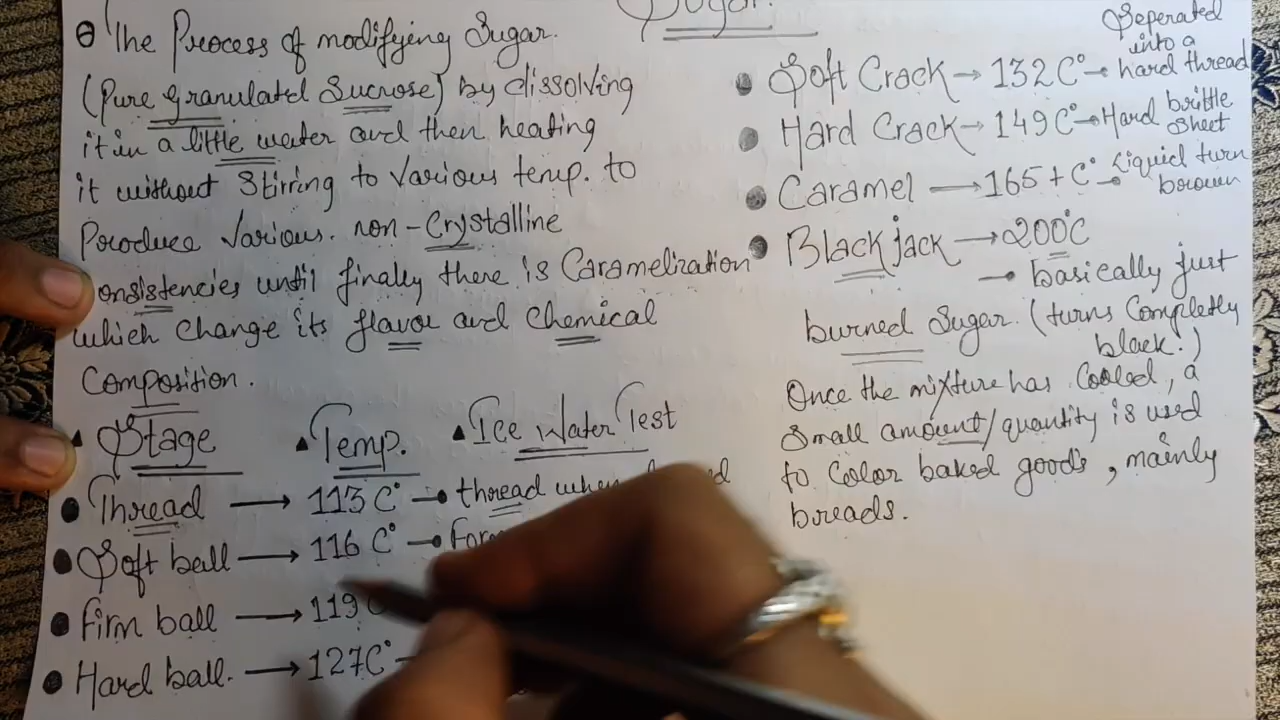 Sugar.
The Process of modifying Sugar.
(Pure granulated Sucrose) by dissolving
it in a little water and then heating
it without Stirring to Various temp. to
Produce Various. non-Crystalline
onsistencies until finally there is Caramelization
which change its flavor and Chemical
Composition.
Stage Temp. Ice Water Test
Thread → 113 C° → thread when
Soft ball → 116 C° →
Firm ball → 119 C
Hard ball. → 127C°
Soft Crack → 132C° → Seperated into a hard thread
Hard Crack → 149C° → Hard brittle sheet
Caramel → 165+C° → Liquid turn brown
Black jack → 200°C
→ basically just
burned Sugar. (turns Completly
black.)
Once the mixture has Cooled, a
Small amount/quantity is used
to Color baked goods, mainly
breads.